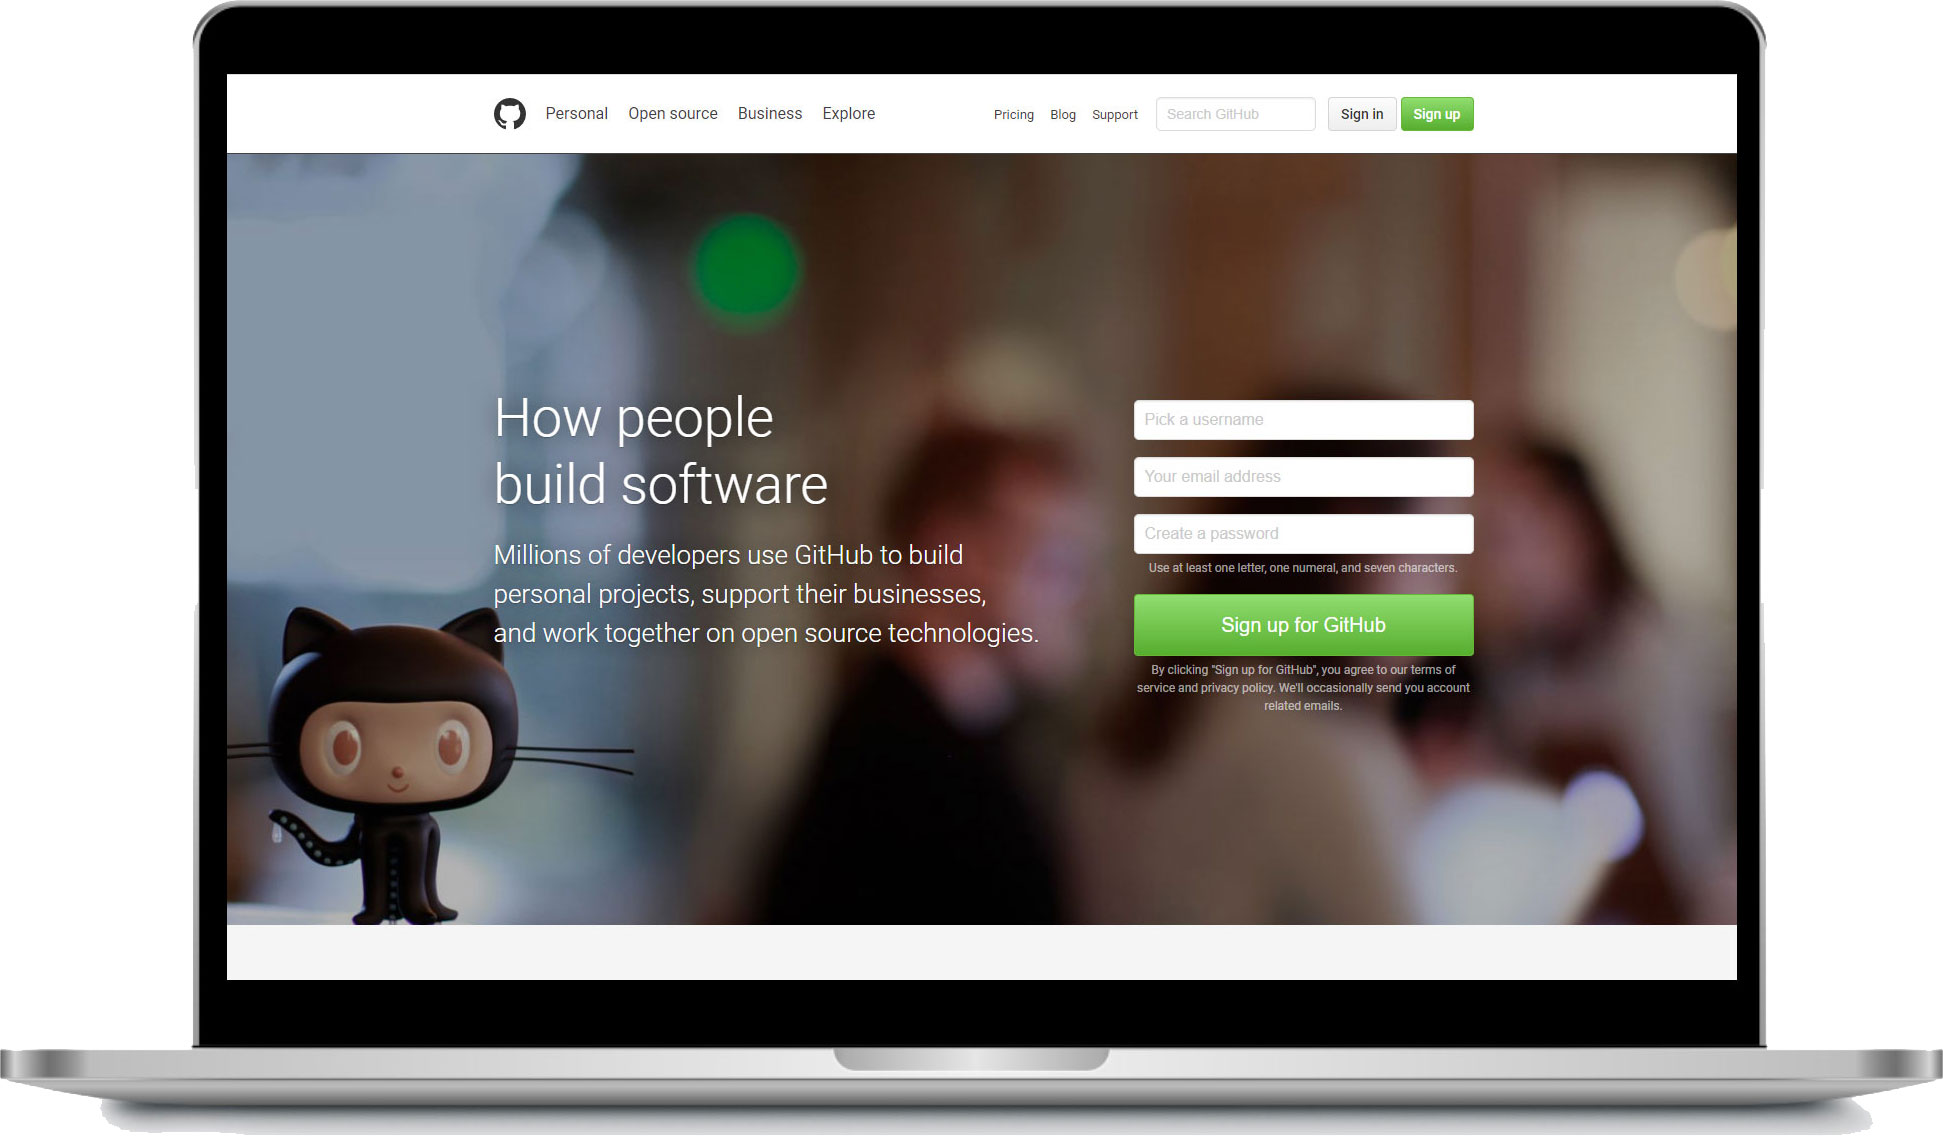 Personal Open source Business Explore Pricing Blog Support Search GitHub Sign in Sign up
How people
build software
Millions of developers use GitHub to build
personal projects, support their businesses,
and work together on open source technologies.
Pick a username
Your email address
Create a password
Use at least one letter, one numeral, and seven characters.
Sign up for GitHub
By clicking "Sign up for GitHub", you agree to our terms of
service and privacy policy. We'll occasionally send you account
related emails.